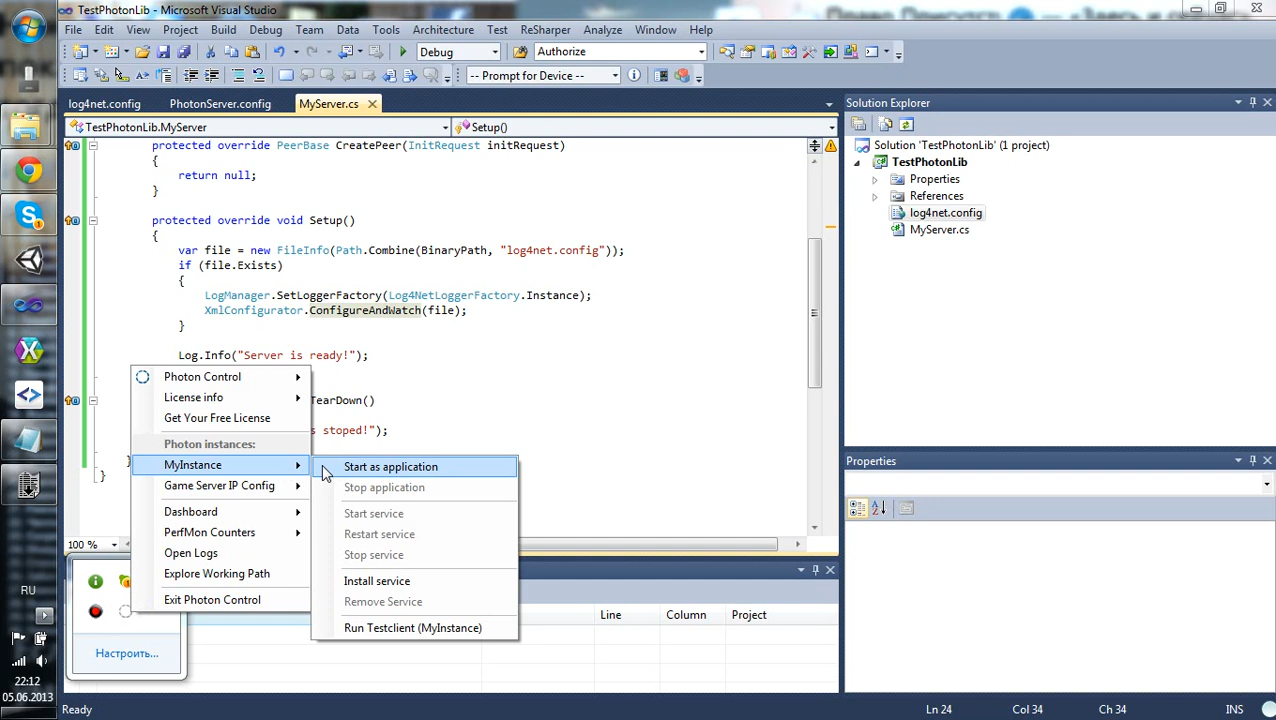 TestPhotonLib - Microsoft Visual Studio
File Edit View Project Build Debug Team Data Tools Architecture Test ReSharper Analyze Window Help
Debug Authorize
-- Prompt for Device --
log4net.config PhotonServer.config MyServer.cs
TestPhotonLib.MyServer Setup()
protected override PeerBase CreatePeer(InitRequest initRequest)
{
return null;
}
protected override void Setup()
{
var file = new FileInfo(Path.Combine(BinaryPath, "log4net.config"));
if (file.Exists)
{
LogManager.SetLoggerFactory(Log4NetLoggerFactory.Instance);
XmlConfigurator.ConfigureAndWatch(file);
}
Log.Info("Server is ready!");
TearDown()
s stoped!");
}
}
100 %
Photon Control
License info
Get Your Free License
Photon instances:
MyInstance
Game Server IP Config
Dashboard
PerfMon Counters
Open Logs
Explore Working Path
Exit Photon Control
Start as application
Stop application
Start service
Restart service
Stop service
Install service
Remove Service
Run Testclient (MyInstance)
Line Column Project
Solution Explorer
Solution 'TestPhotonLib' (1 project)
TestPhotonLib
Properties
References
log4net.config
MyServer.cs
Properties
Настроить...
RU
22:12
05.06.2013
Ready Ln 24 Col 34 Ch 34 INS